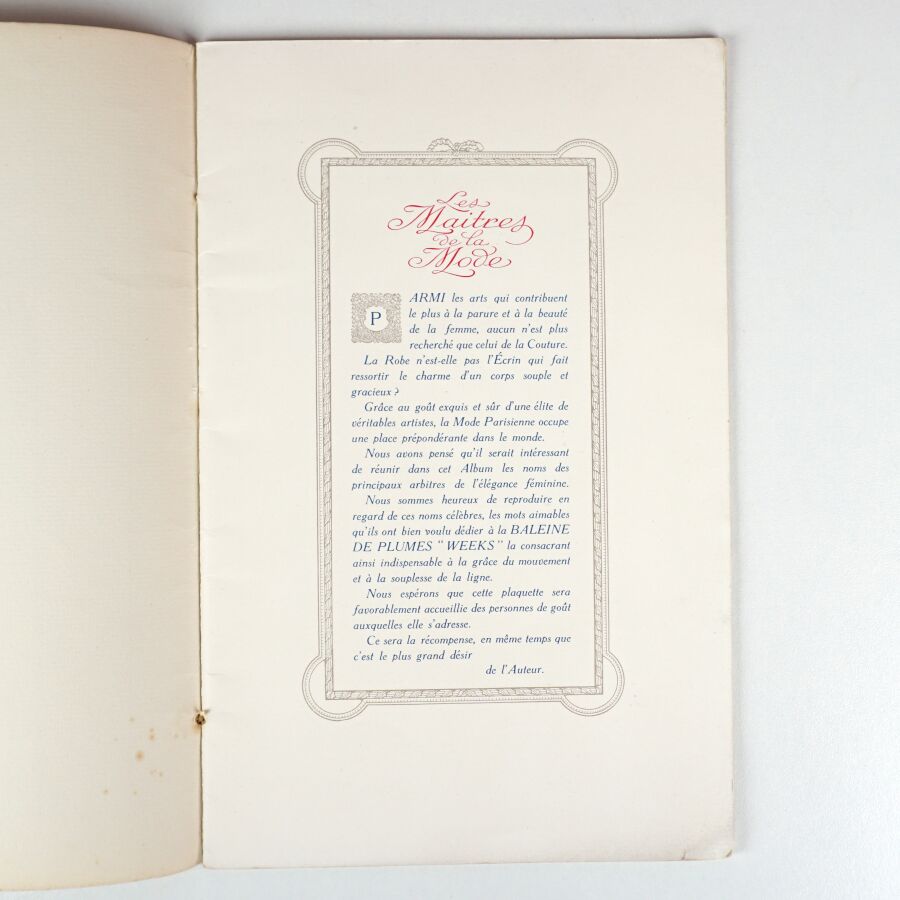 Les
Maitres
de la
Mode
PARMI les arts qui contribuent
le plus à la parure et à la beauté
de la femme, aucun n'est plus
recherché que celui de la Couture.
La Robe n'est-elle pas l'Écrin qui fait
ressortir le charme d'un corps souple et
gracieux ?
Grâce au goût exquis et sûr d'une élite de
véritables artistes, la Mode Parisienne occupe
une place prépondérante dans le monde.
Nous avons pensé qu'il serait intéressant
de réunir dans cet Album les noms des
principaux arbitres de l'élégance féminine.
Nous sommes heureux de reproduire en
regard de ces noms célèbres, les mots aimables
qu'ils ont bien voulu dédier à la BALEINE
DE PLUMES "WEEKS" la consacrant
ainsi indispensable à la grâce du mouvement
et à la souplesse de la ligne.
Nous espérons que cette plaquette sera
favorablement accueillie des personnes de goût
auxquelles elle s'adresse.
Ce sera la récompense, en même temps que
c'est le plus grand désir
de l'Auteur.